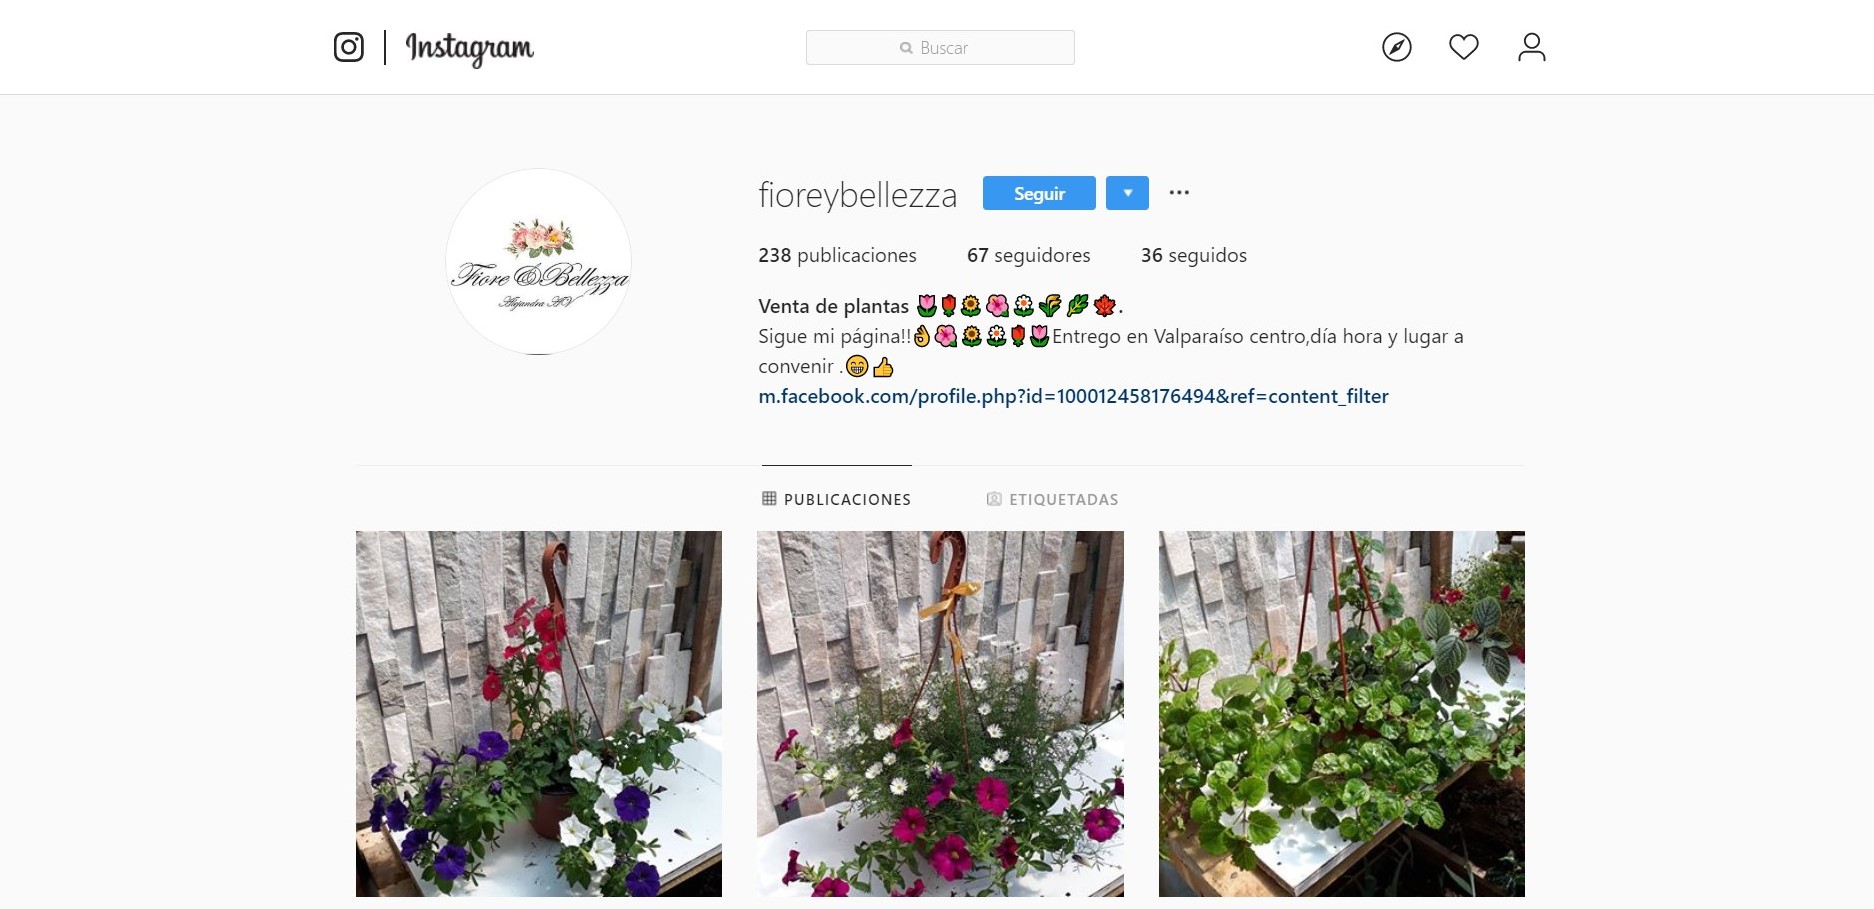 Instagram
Buscar
fioreybellezza Seguir
238 publicaciones 67 seguidores 36 seguidos
Venta de plantas 🌷🌹🌻🌺🌼🌾🌿🍁.
Sigue mi página!!👌🌺🌻🌼🌹🌷Entrego en Valparaíso centro,día hora y lugar a
convenir .😁👍
m.facebook.com/profile.php?id=100012458176494&ref=content_filter
Fiore & Bellezza
Alejandra AV
PUBLICACIONES ETIQUETADAS